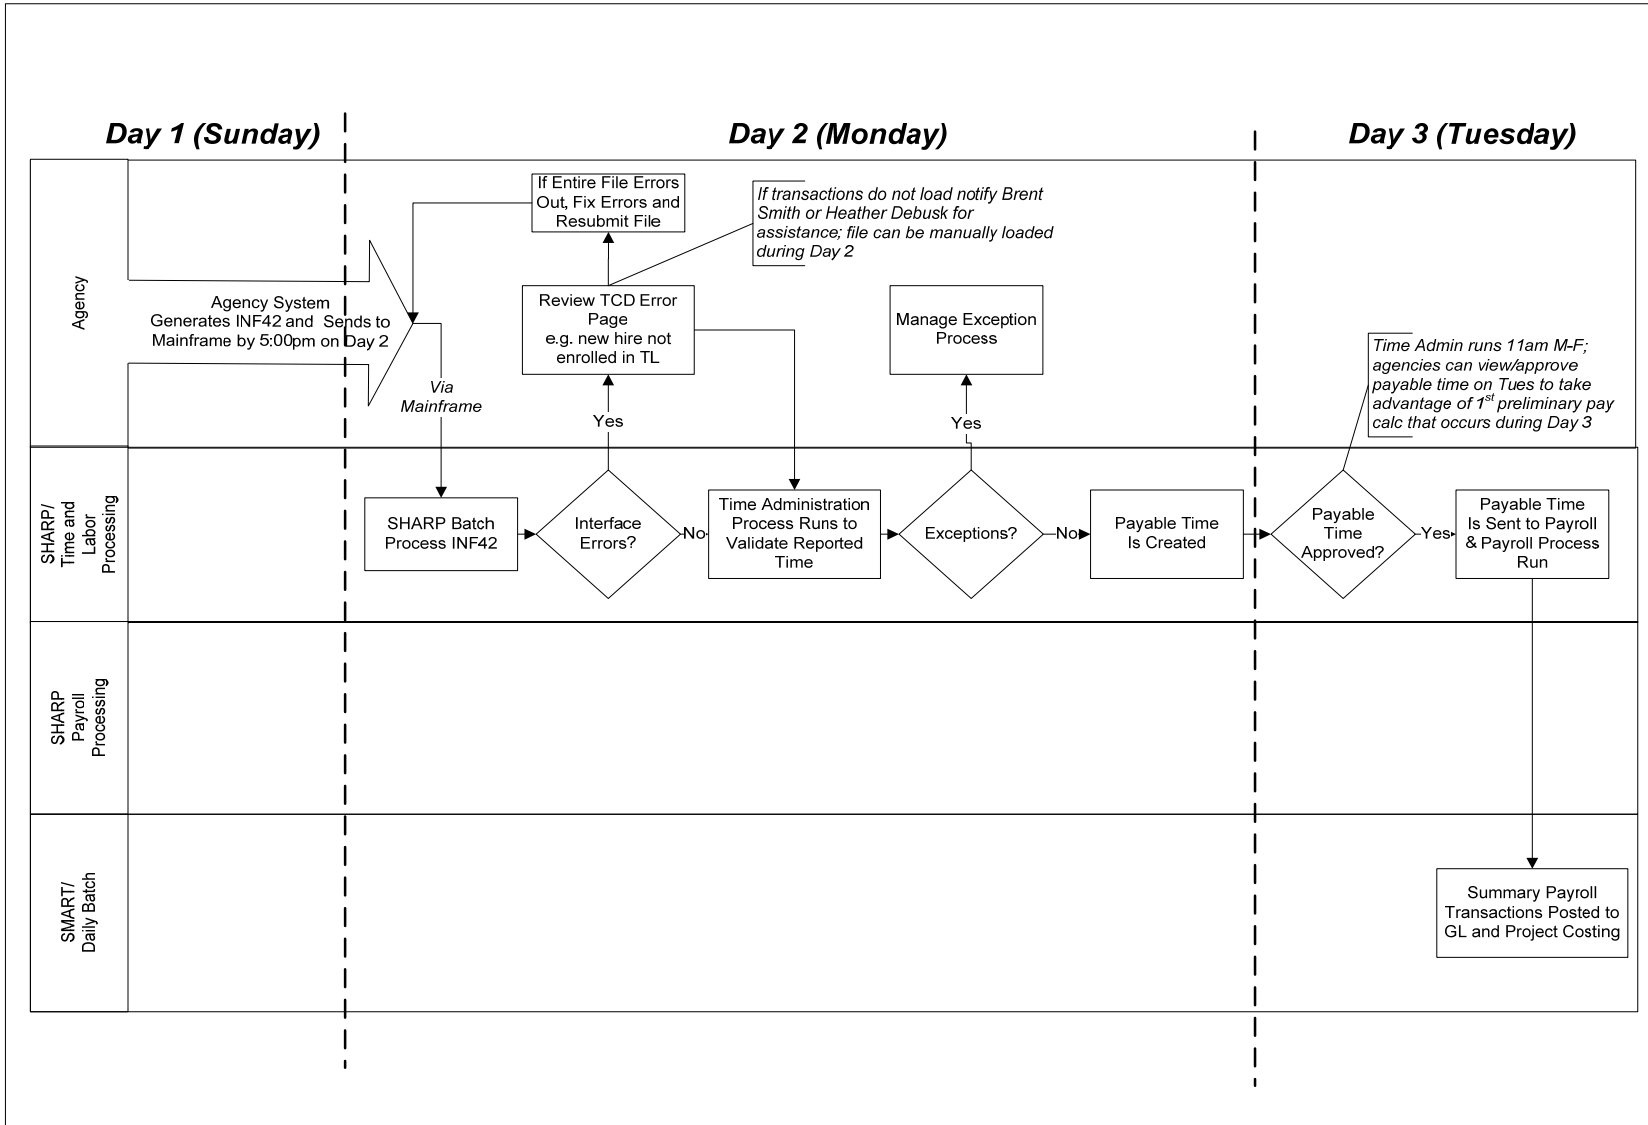 Day 1 (Sunday)
Day 2 (Monday)
Day 3 (Tuesday)
Agency
Agency System
Generates INF42 and Sends to
Mainframe by 5:00pm on Day 2
Via
Mainframe
If Entire File Errors
Out, Fix Errors and
Resubmit File
If transactions do not load notify Brent
Smith or Heather Debusk for
assistance; file can be manually loaded
during Day 2
Review TCD Error
Page
e.g. new hire not
enrolled in TL
Yes
Manage Exception
Process
Yes
Time Admin runs 11am M-F;
agencies can view/approve
payable time on Tues to take
advantage of 1st preliminary pay
calc that occurs during Day 3
SHARP/
Time and
Labor
Processing
SHARP Batch
Process INF42
Interface
Errors?
No
Time Administration
Process Runs to
Validate Reported
Time
Exceptions?
No
Payable Time
Is Created
Payable
Time
Approved?
Yes
Payable Time
Is Sent to Payroll
& Payroll Process
Run
SHARP
Payroll
Processing
SMART/
Daily Batch
Summary Payroll
Transactions Posted to
GL and Project Costing